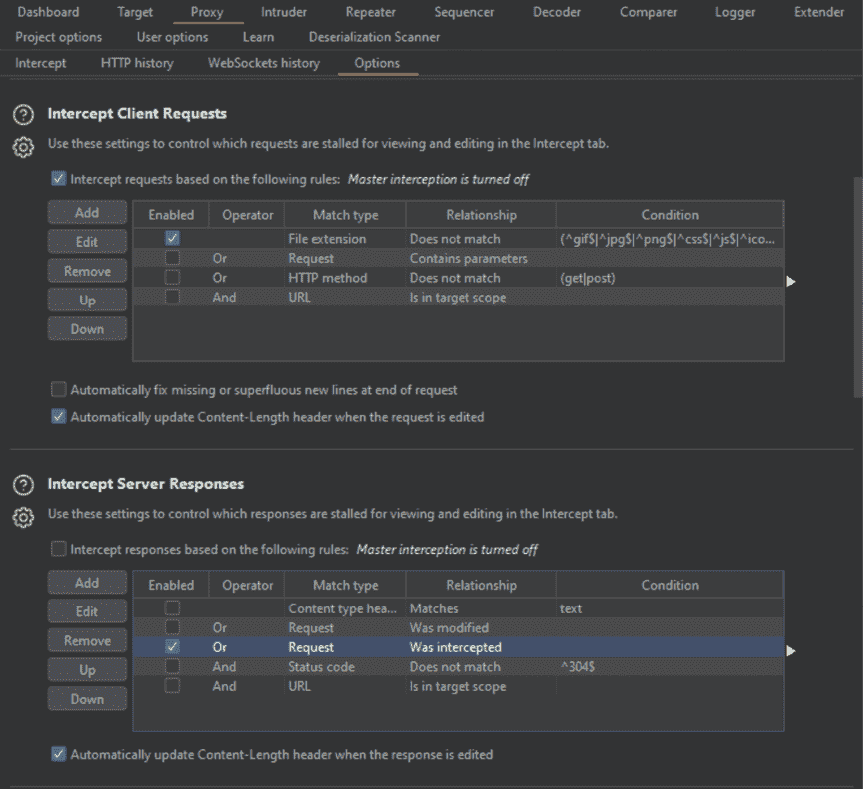 Dashboard Target Proxy Intruder Repeater Sequencer Decoder Comparer Logger Extender
Project options User options Learn Deserialization Scanner
Intercept HTTP history WebSockets history Options
? Intercept Client Requests
Use these settings to control which requests are stalled for viewing and editing in the Intercept tab.
Intercept requests based on the following rules: Master interception is turned off
Add Enabled Operator Match type Relationship Condition
Edit File extension Does not match (^gif$|^jpg$|^png$|^css$|^js$|^ico...
Or Request Contains parameters
Remove Or HTTP method Does not match (get|post)
Up And URL Is in target scope
Down
Automatically fix missing or superfluous new lines at end of request
Automatically update Content-Length header when the request is edited
? Intercept Server Responses
Use these settings to control which responses are stalled for viewing and editing in the Intercept tab.
Intercept responses based on the following rules: Master interception is turned off
Add Enabled Operator Match type Relationship Condition
Edit Content type hea... Matches text
Or Request Was modified
Remove Or Request Was intercepted
Up And Status code Does not match ^304$
And URL Is in target scope
Down
Automatically update Content-Length header when the response is edited